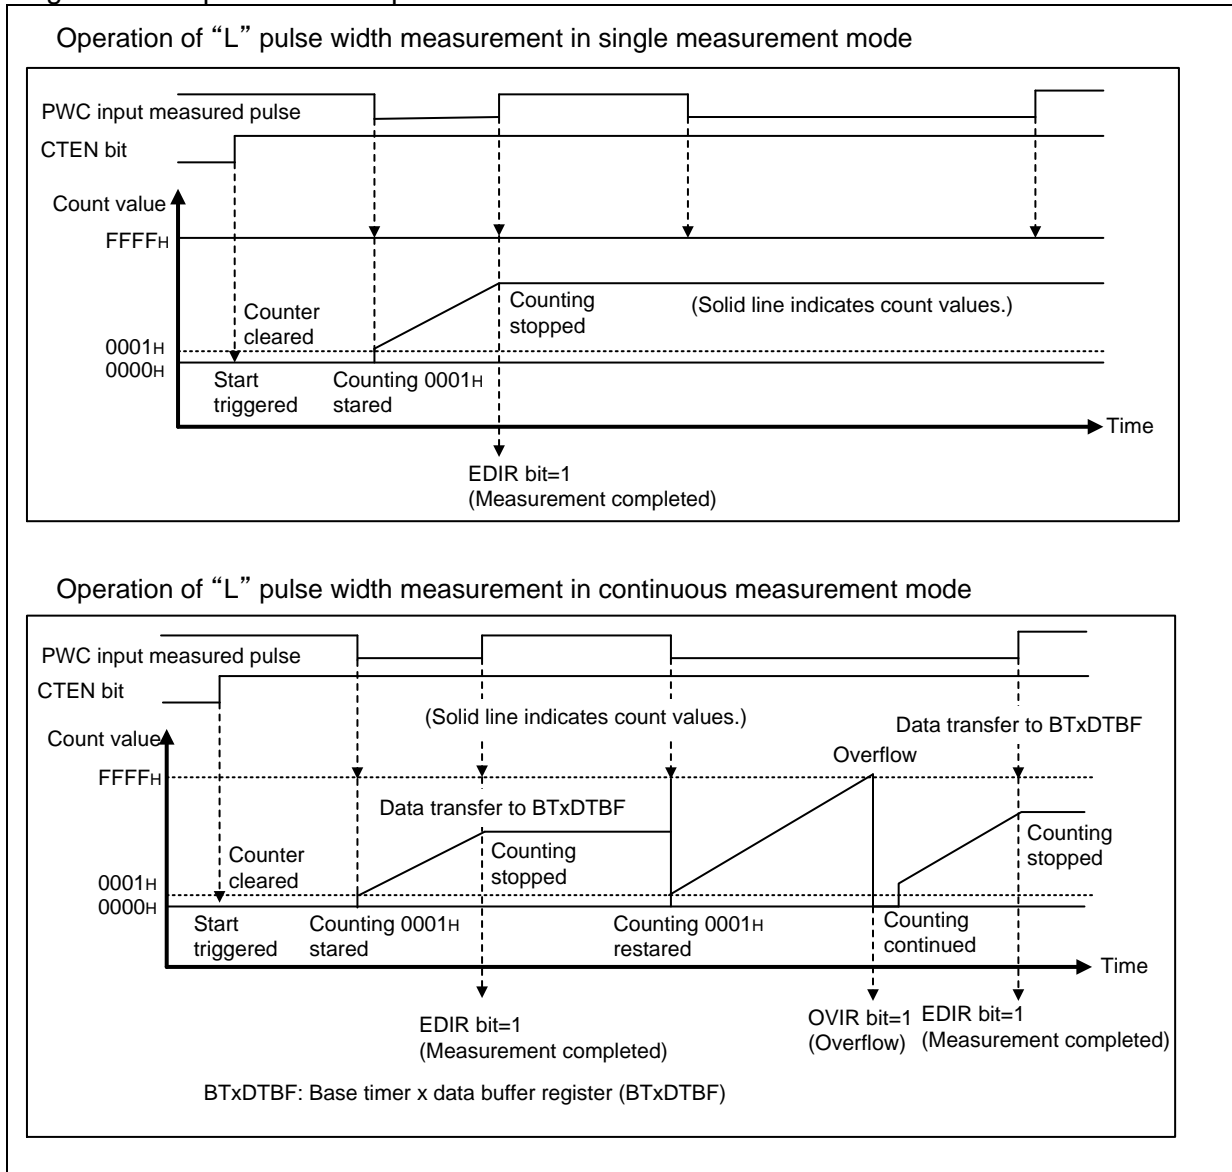 Operation of “L” pulse width measurement in single measurement mode
PWC input measured pulse
CTEN bit
Count value
FFFFH
Counter
cleared
Counting
stopped
(Solid line indicates count values.)
0001H
0000H
Start
triggered
Counting 0001H
stared
Time
EDIR bit=1
(Measurement completed)
Operation of “L” pulse width measurement in continuous measurement mode
PWC input measured pulse
CTEN bit
(Solid line indicates count values.)
Data transfer to BTxDTBF
Count value
Overflow
FFFFH
Data transfer to BTxDTBF
Counter
cleared
Counting
stopped
Counting
stopped
0001H
0000H
Start
triggered
Counting 0001H
stared
Counting 0001H
restared
Counting
continued
Time
EDIR bit=1
(Measurement completed)
OVIR bit=1
(Overflow)
EDIR bit=1
(Measurement completed)
BTxDTBF: Base timer x data buffer register (BTxDTBF)